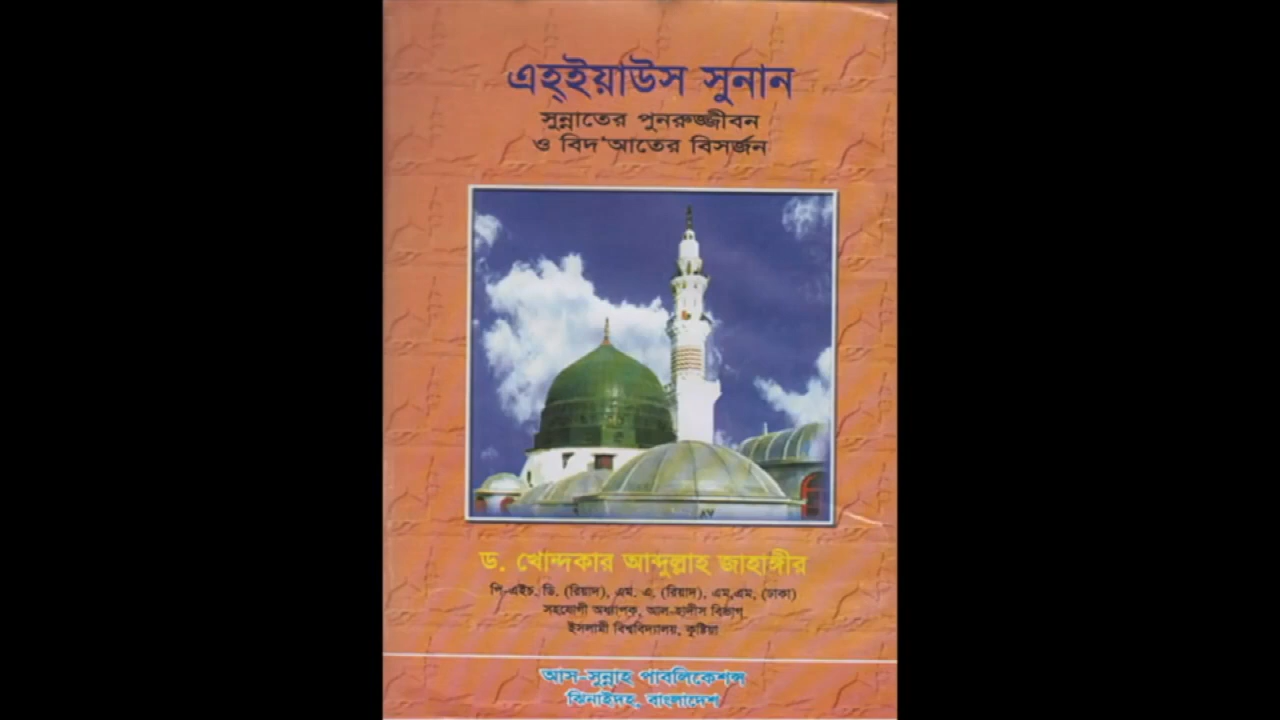 এহ্ইয়াউস সুনান
সুন্নাতের পুনরুজ্জীবন
ও বিদ'আতের বিসর্জন
ড. খোন্দকার আব্দুল্লাহ জাহাঙ্গীর
পি-এইচ. ডি. (রিয়াদ), এম. এ. (রিয়াদ), এম.এম. (ঢাকা)
সহযোগী অধ্যাপক, আল-হাদীস বিভাগ,
ইসলামী বিশ্ববিদ্যালয়, কুষ্টিয়া
আস-সুন্নাহ পাবলিকেশন্স
ঝিনাইদহ, বাংলাদেশ